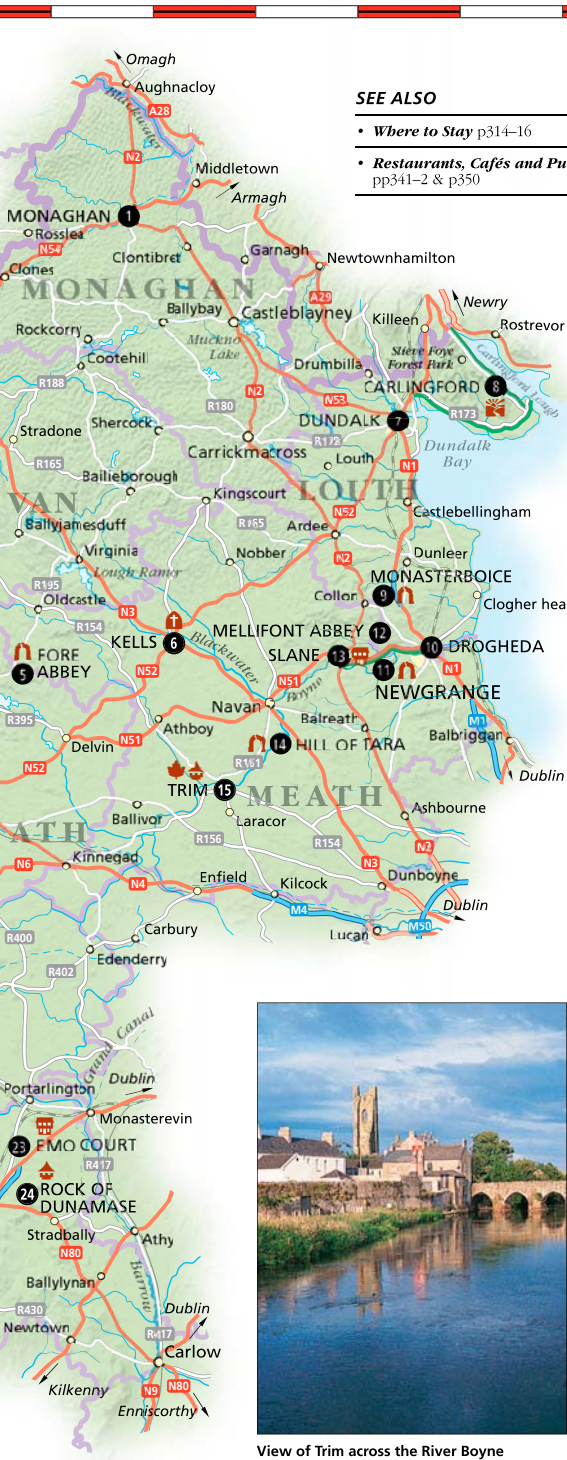 Omagh
Aughnacloy
Blackwater
A28
SEE ALSO
• Where to Stay p314–16
N2
• Restaurants, Cafés and Pu
pp341–2 & p350
Middletown
Armagh
MONAGHAN 1
Rosslea
N54
Clontibret
Garnagh
Newtownhamilton
Clones
MONAGHAN
A29
Newry
Ballybay
Castleblayney
Killeen
Rostrevor
Rockcorry
Muckno
Lake
Slieve Foye
Forest Park
Carlingford Lough
Cootehill
Drumbilla
CARLINGFORD 8
R188
N2
N53
R180
R173
Stradone
Shercock
DUNDALK 7
R178
Carrickmacross
Dundalk
Bay
R165
Louth
N1
Bailieborough
Kingscourt
LOUTH
VAN
N52
Castlebellingham
Ballyjamesduff
R165
Ardee
Virginia
Nobber
N2
Dunleer
Lough Ramor
MONASTERBOICE
R195
Oldcastle
Collon
9
Clogher hea
N3
R154
MELLIFONT ABBEY 12
KELLS 6
Blackwater
SLANE 13
10 DROGHEDA
FORE
5 ABBEY
N52
11
N1
N51
Boyne
NEWGRANGE
Navan
R395
Balreath
M1
Athboy
Balbriggan
Delvin
N51
14 HILL OF TARA
R161
N52
Dublin
TRIM 15
MEATH
Ballivor
Ashbourne
Laracor
ATH
R156
R154
N2
Kinnegad
N3
N6
Enfield
Dunboyne
N4
Kilcock
M4
Dublin
R400
Carbury
Lucan
M50
Edenderry
R402
Grand Canal
Dublin
Portarlington
Monasterevin
23 EMO COURT
R417
24 ROCK OF
DUNAMASE
Stradbally
Athy
N80
Ballylynan
Barrow
R430
Dublin
Newtown
R417
Carlow
Kilkenny
N9
N80
Enniscorthy
View of Trim across the River Boyne